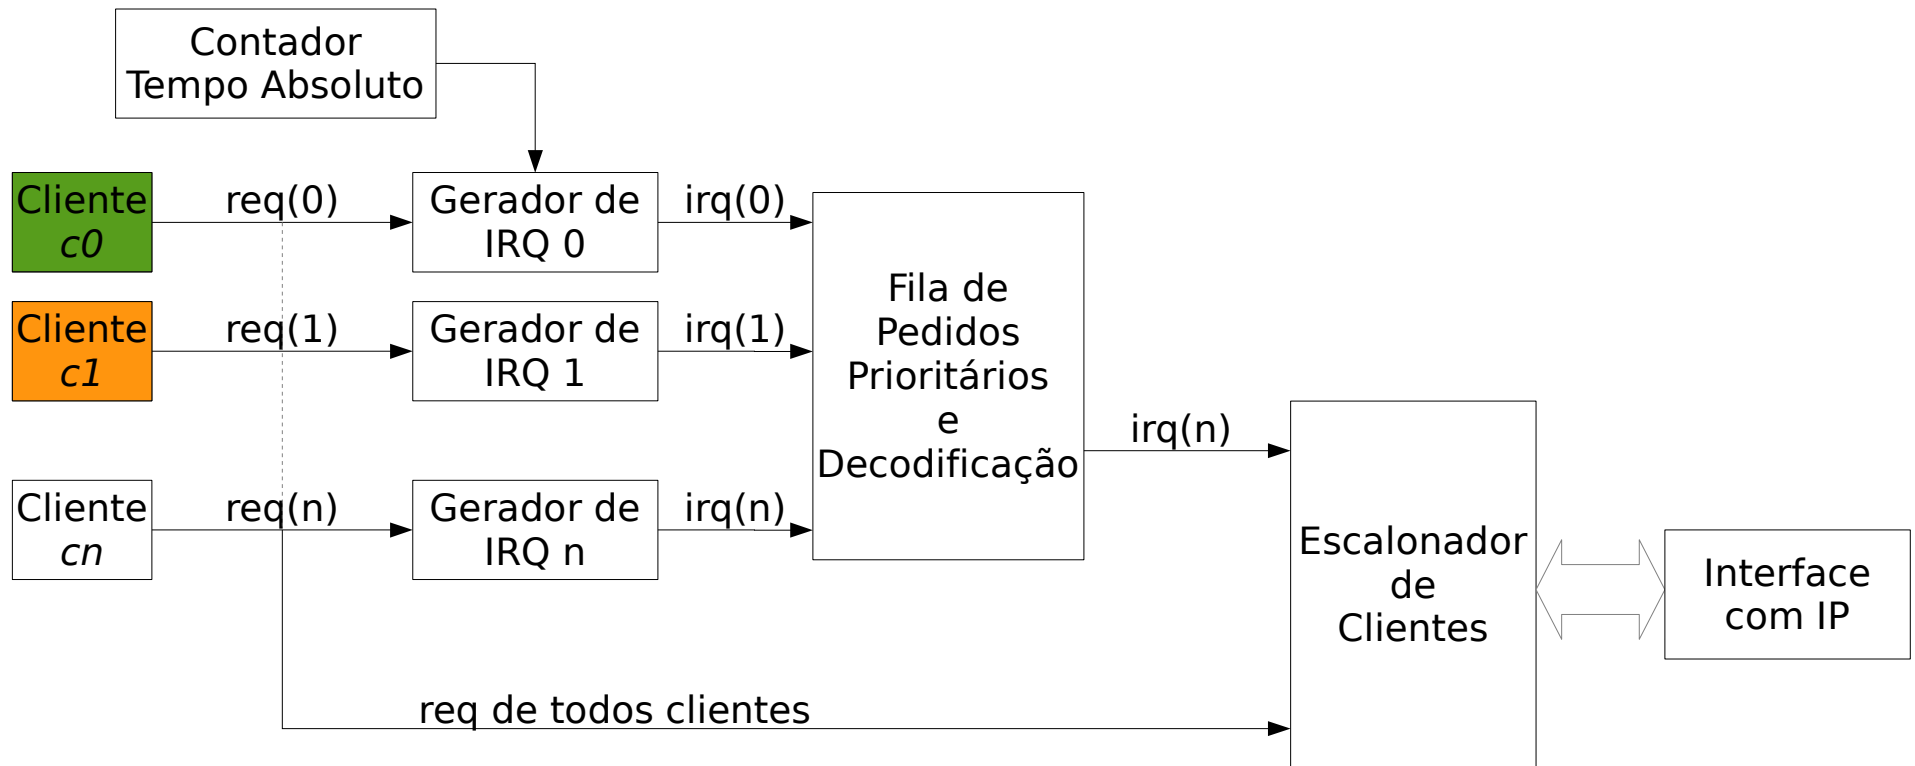 Contador
Tempo Absoluto
Cliente
c0
req(0)
Gerador de
IRQ 0
irq(0)
Cliente
c1
req(1)
Gerador de
IRQ 1
irq(1)
Cliente
cn
req(n)
Gerador de
IRQ n
irq(n)
Fila de
Pedidos
Prioritários
e
Decodificação
irq(n)
Escalonador
de
Clientes
Interface
com IP
req de todos clientes